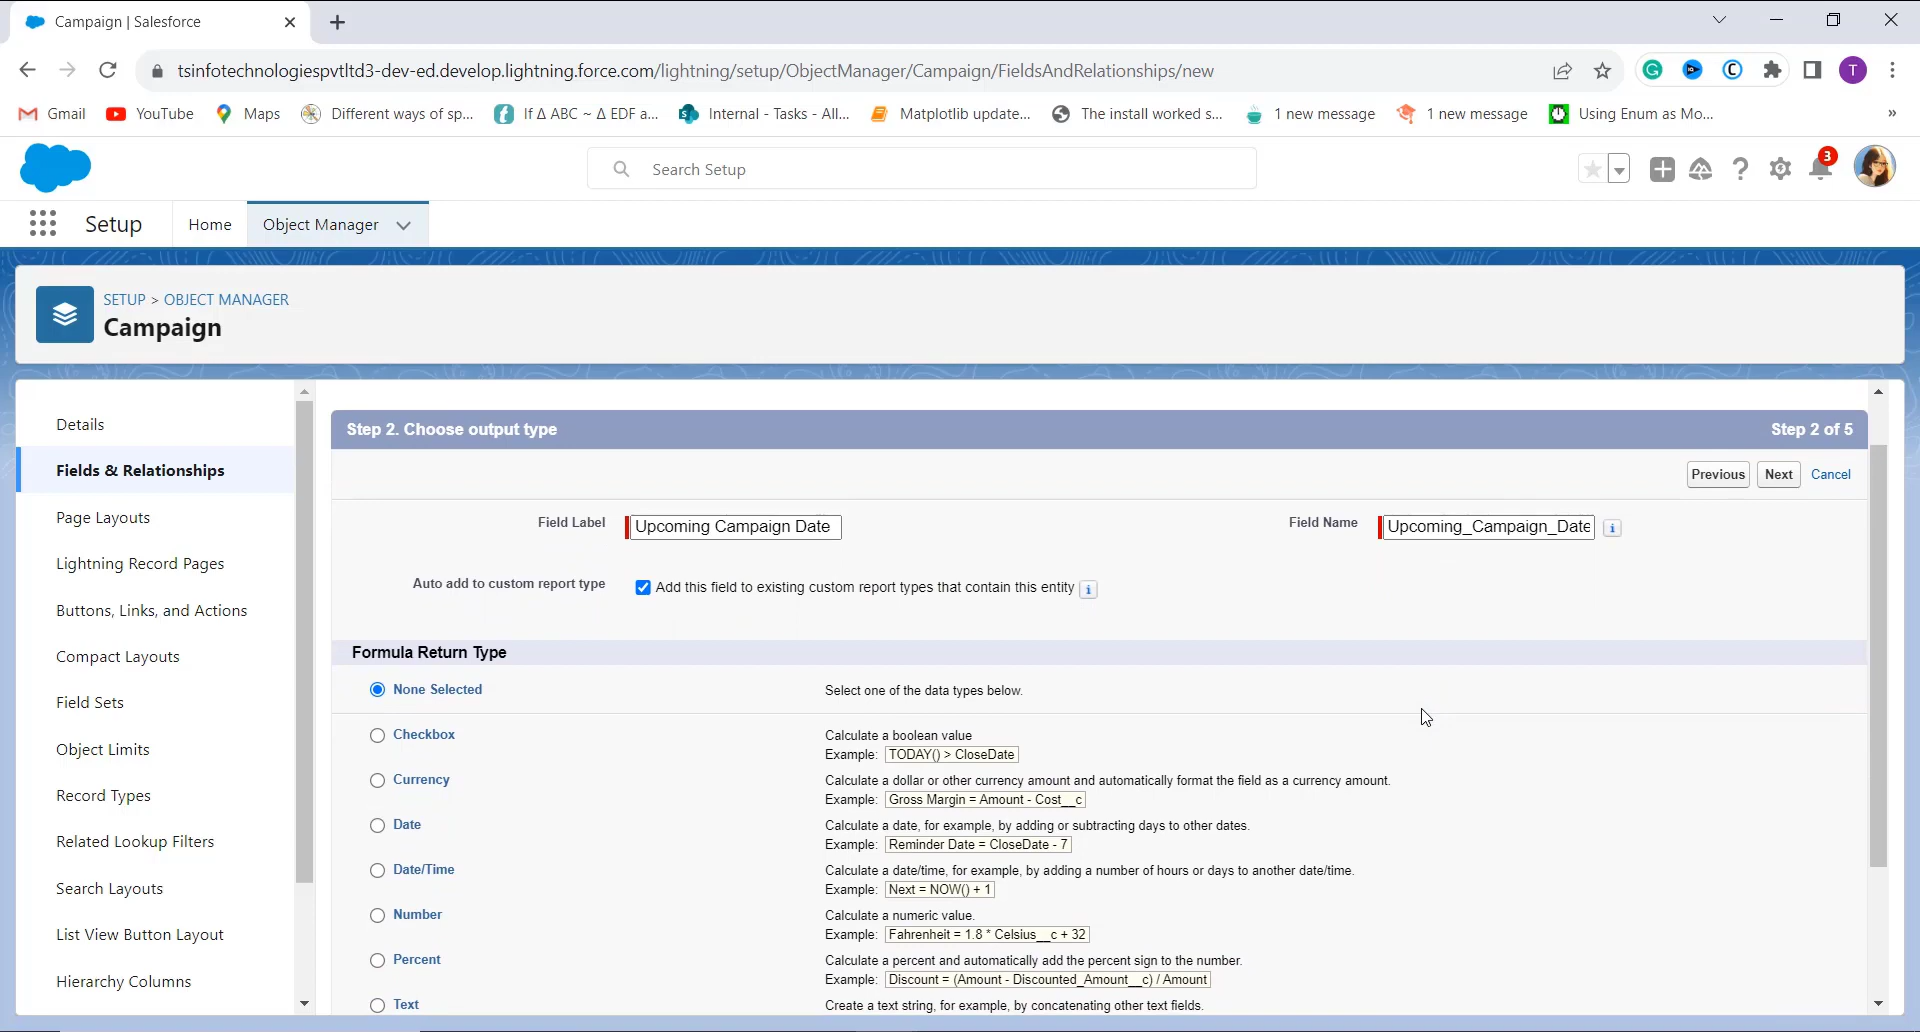 Campaign | Salesforce
tsinfotechnologiespvtltd3-dev-ed.develop.lightning.force.com/lightning/setup/ObjectManager/Campaign/FieldsAndRelationships/new
T
Gmail YouTube Maps Different ways of sp... If Δ ABC ~ Δ EDF a... Internal - Tasks - All... Matplotlib update... The install worked s... 1 new message 1 new message Using Enum as Mo... »
Search Setup
3
Setup Home Object Manager
SETUP > OBJECT MANAGER
Campaign
Details
Fields & Relationships
Page Layouts
Lightning Record Pages
Buttons, Links, and Actions
Compact Layouts
Field Sets
Object Limits
Record Types
Related Lookup Filters
Search Layouts
List View Button Layout
Hierarchy Columns
Step 2. Choose output type Step 2 of 5
Previous Next Cancel
Field Label Upcoming Campaign Date Field Name Upcoming_Campaign_Date i
Auto add to custom report type Add this field to existing custom report types that contain this entity i
Formula Return Type
None Selected Select one of the data types below.
Checkbox Calculate a boolean value
Example: TODAY() > CloseDate
Currency Calculate a dollar or other currency amount and automatically format the field as a currency amount.
Example: Gross Margin = Amount - Cost__c
Date Calculate a date, for example, by adding or subtracting days to other dates.
Example: Reminder Date = CloseDate - 7
Date/Time Calculate a date/time, for example, by adding a number of hours or days to another date/time.
Example: Next = NOW() + 1
Number Calculate a numeric value.
Example: Fahrenheit = 1.8 * Celsius__c + 32
Percent Calculate a percent and automatically add the percent sign to the number.
Example: Discount = (Amount - Discounted_Amount__c) / Amount
Text Create a text string, for example, by concatenating other text fields.